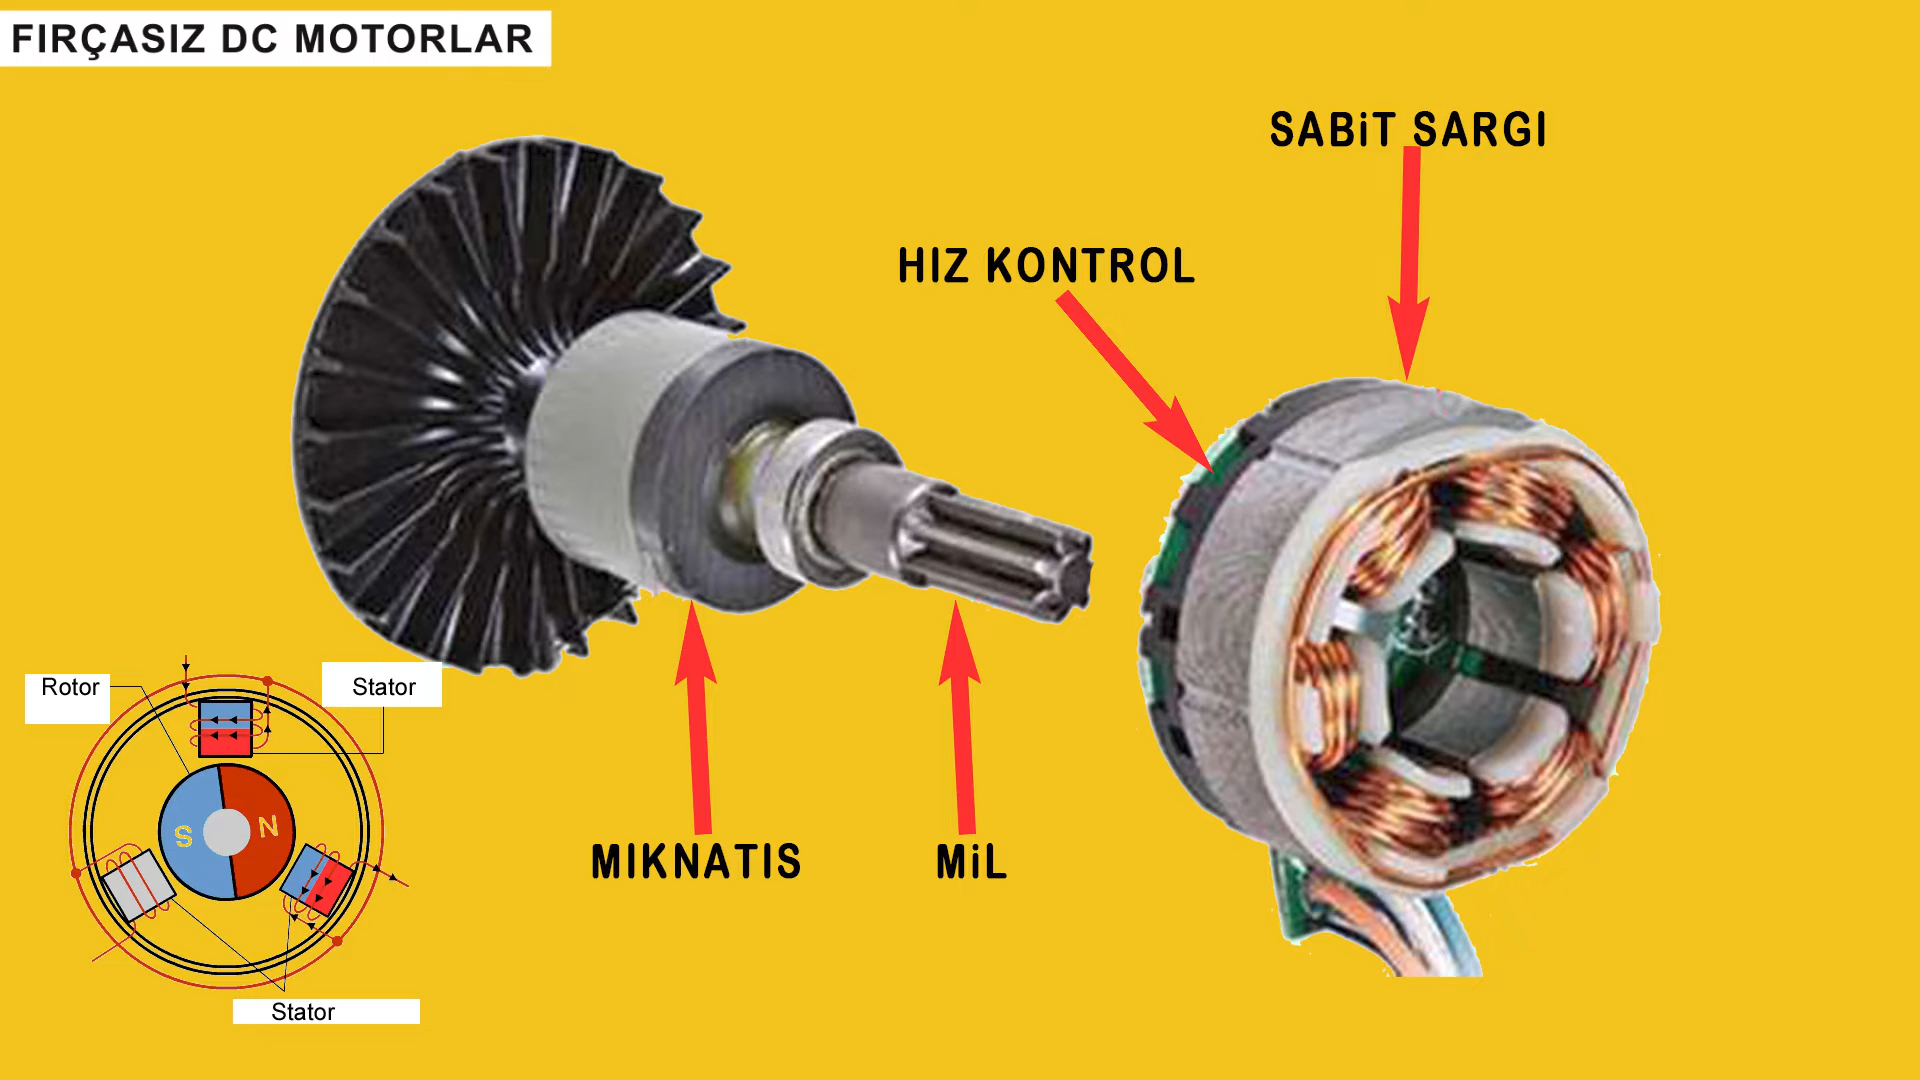 FIRÇASIZ DC MOTORLAR
SABiT SARGI
HIZ KONTROL
Rotor
Stator
S
N
MIKNATIS
MiL
Stator